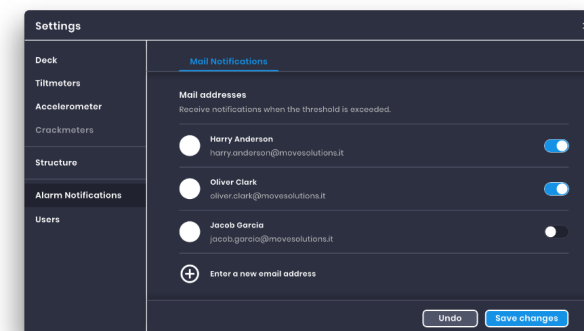 Settings
Deck
Tiltmeters
Accelerometer
Crackmeters
Structure
Alarm Notifications
Users
Mail Notifications
Mail addresses
Receive notifications when the threshold is exceeded.
Harry Anderson
harry.anderson@movesolutions.it
Oliver Clark
oliver.clark@movesolutions.it
Jacob Garcia
jacob.garcia@movesolutions.it
Enter a new email address
Undo
Save changes